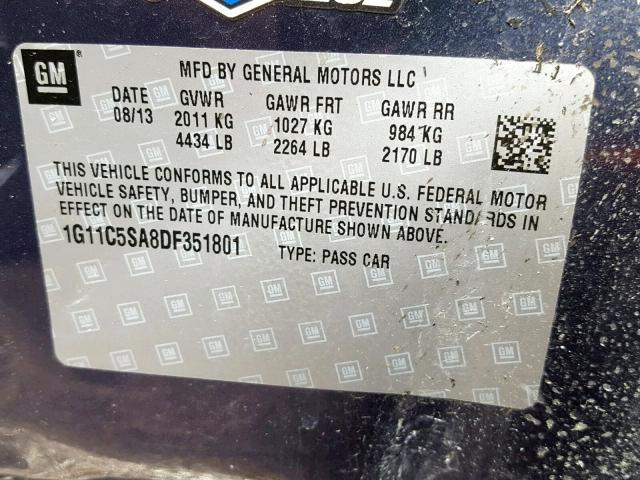 GM
MFD BY GENERAL MOTORS LLC
DATE GVWR GAWR FRT GAWR RR
08/13 2011 KG 1027 KG 984 KG
4434 LB 2264 LB 2170 LB
THIS VEHICLE CONFORMS TO ALL APPLICABLE U.S. FEDERAL MOTOR
VEHICLE SAFETY, BUMPER, AND THEFT PREVENTION STANDARDS IN
EFFECT ON THE DATE OF MANUFACTURE SHOWN ABOVE.
1G11C5SA8DF351801 TYPE: PASS CAR